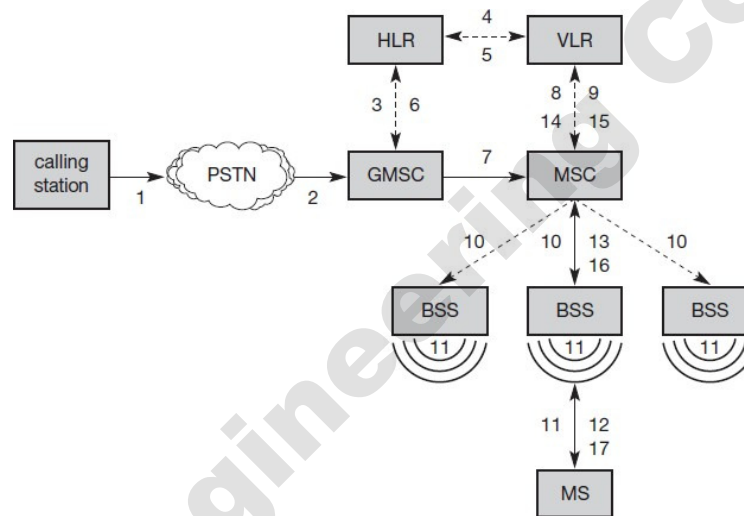 4
HLR VLR
5
3 6 8 9
14 15
calling
station
PSTN GMSC 7 MSC
1 2
10 10 13 10
16
BSS BSS BSS
11 11 11
11 12
17
MS